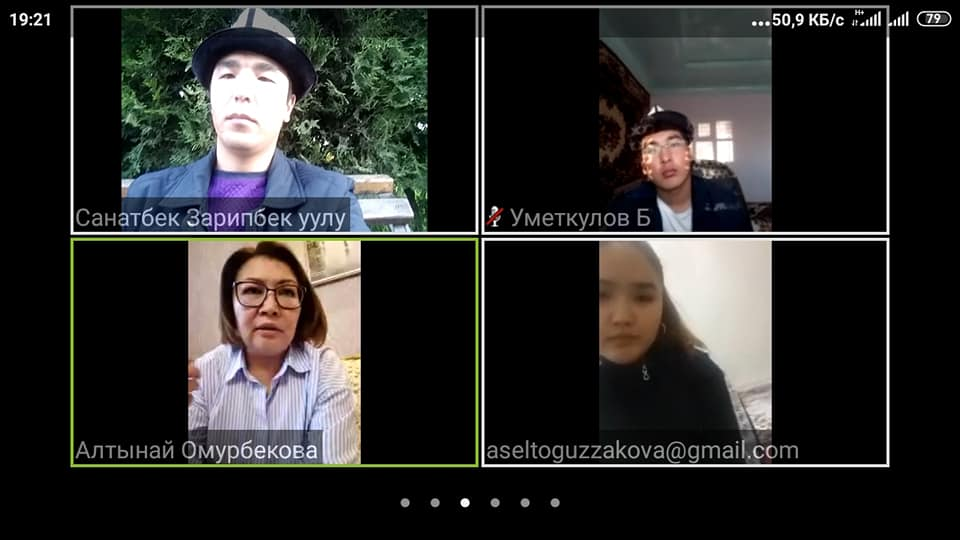 19:21
...50,9 КБ/с H+ 79
Санатбек Зарипбек уулу
Уметкулов Б
Алтынай Омурбекова
aseltoguzzakova@gmail.com